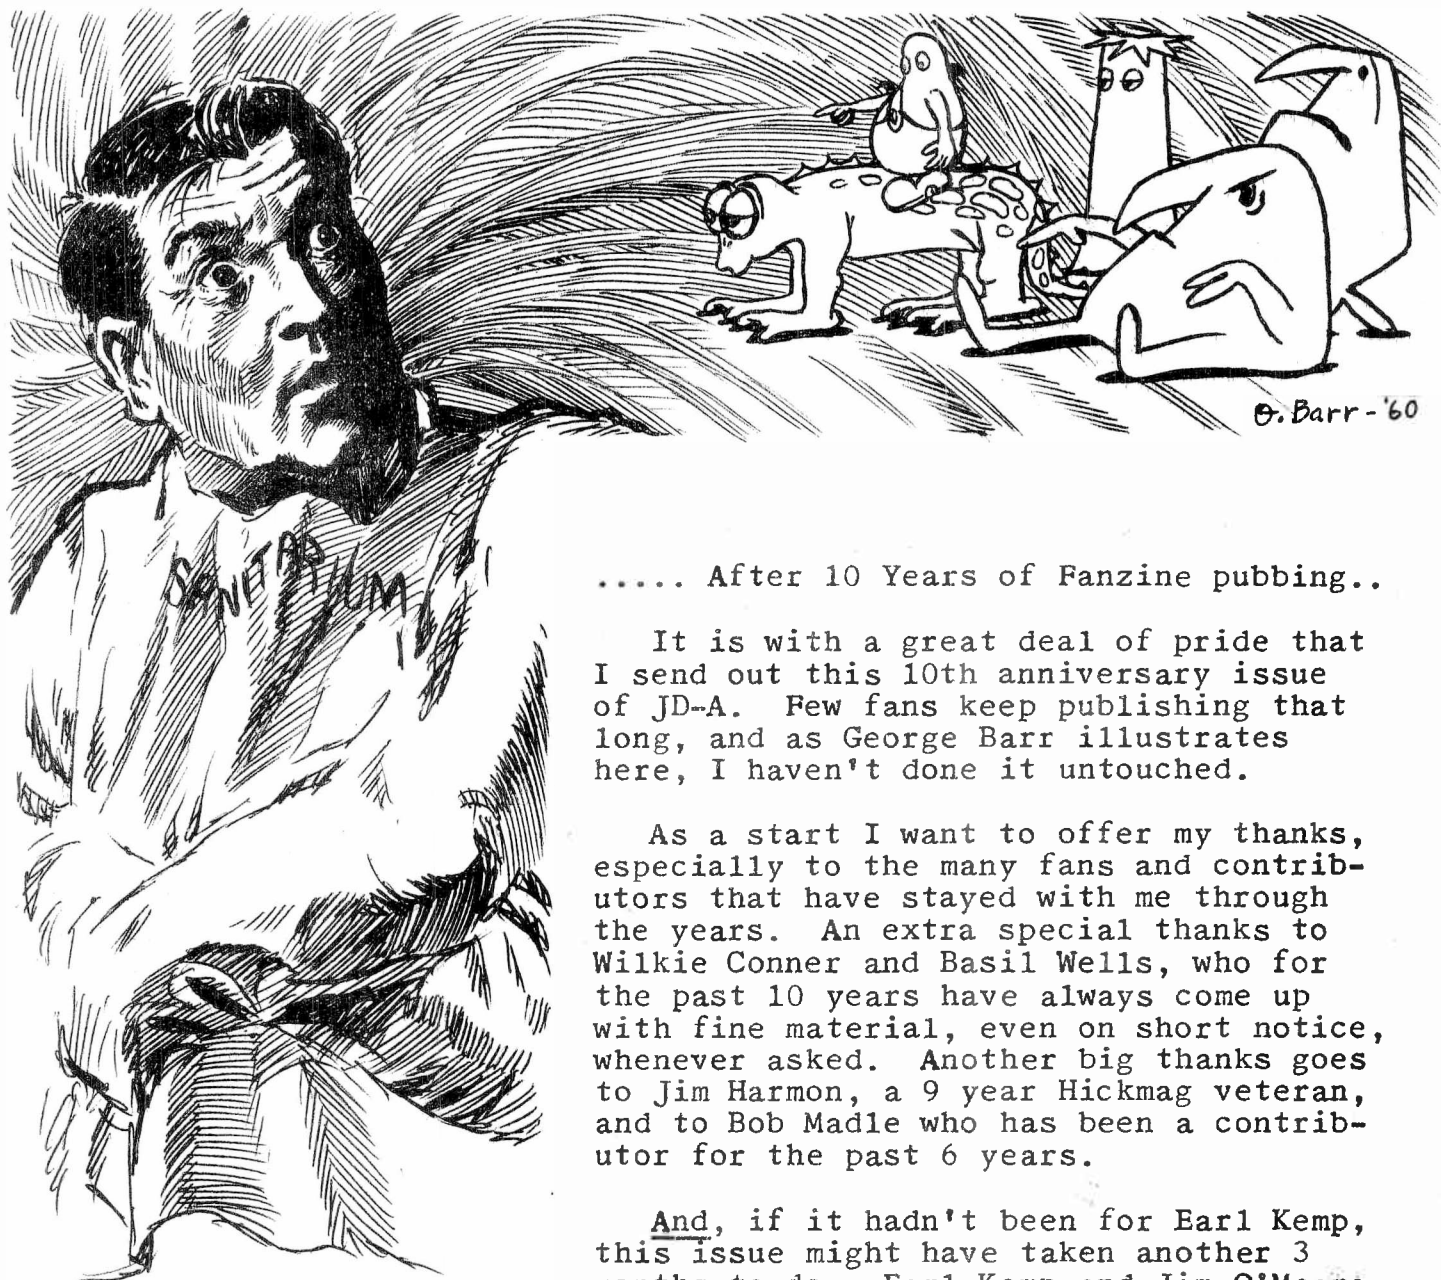 G. Barr - '60
SANITARIUM
..... After 10 Years of Fanzine pubbing..
It is with a great deal of pride that
I send out this 10th anniversary issue
of JD-A. Few fans keep publishing that
long, and as George Barr illustrates
here, I haven't done it untouched.
As a start I want to offer my thanks,
especially to the many fans and contrib-
utors that have stayed with me through
the years. An extra special thanks to
Wilkie Conner and Basil Wells, who for
the past 10 years have always come up
with fine material, even on short notice,
whenever asked. Another big thanks goes
to Jim Harmon, a 9 year Hickmag veteran,
and to Bob Madle who has been a contrib-
utor for the past 6 years.
And, if it hadn't been for Earl Kemp,
this issue might have taken another 3